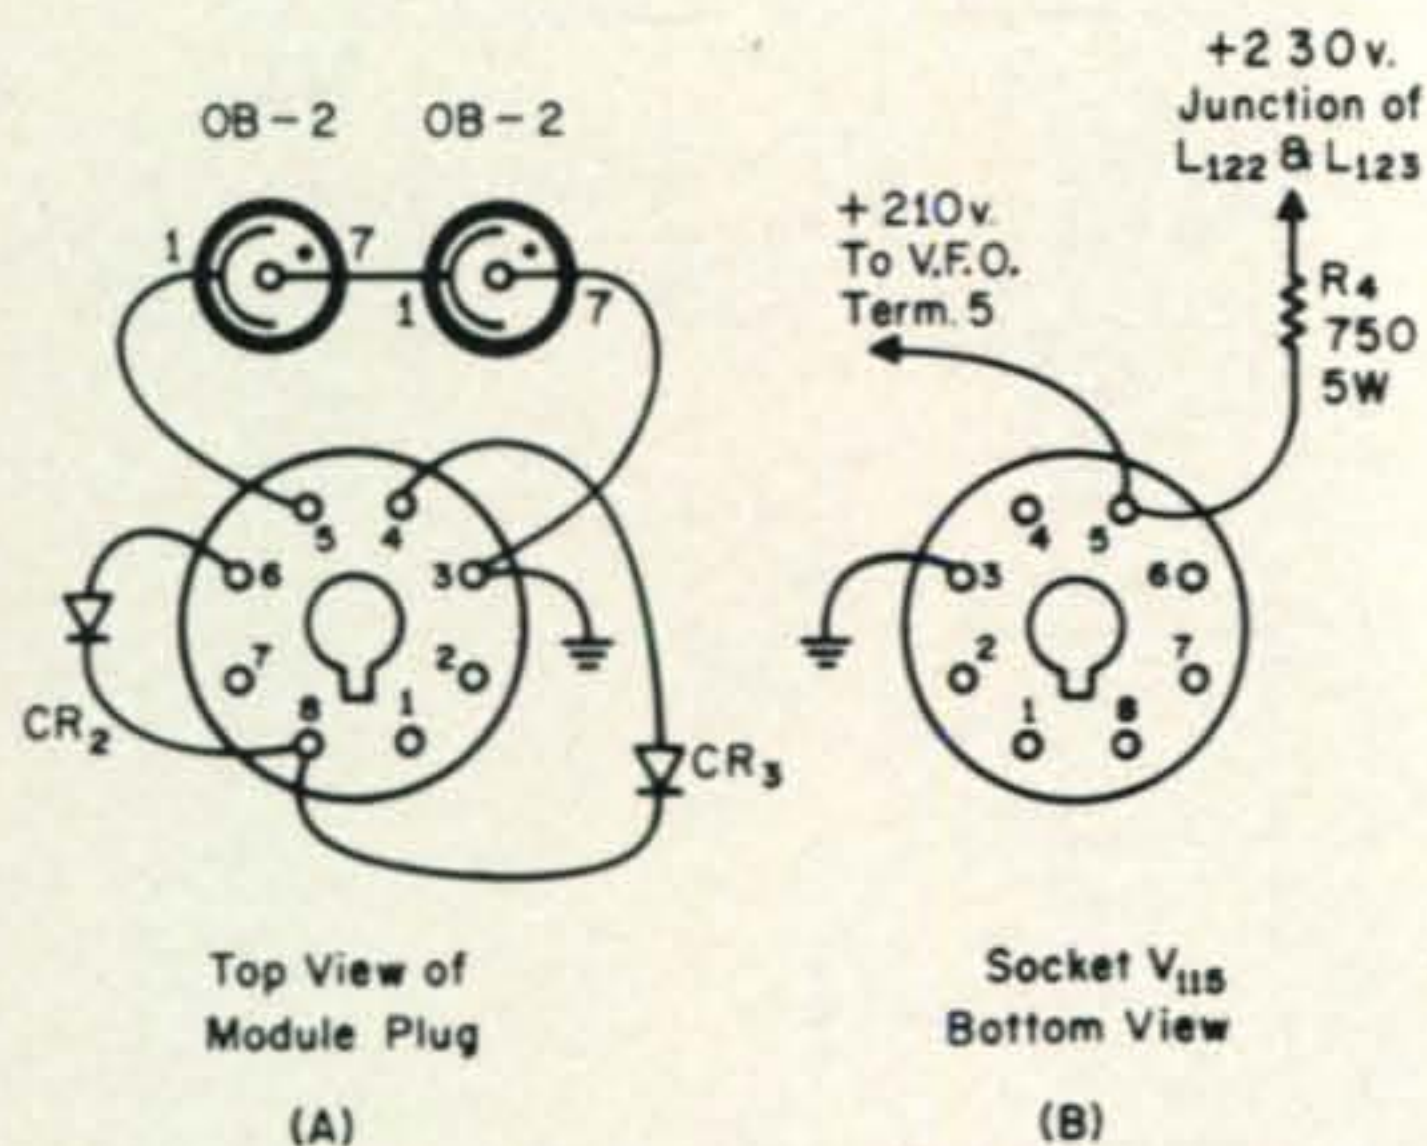 OB-2 OB-2
1 7 1 7
5 4
6 3
7 2
8 1
CR₂
CR₃
Top View of
Module Plug
(A)
+230v.
Junction of
L₁₂₂ & L₁₂₃
+210v.
To V.F.O.
Term. 5
R₄
750
5W
4 5
3 6
2 7
1 8
Socket V₁₁₅
Bottom View
(B)